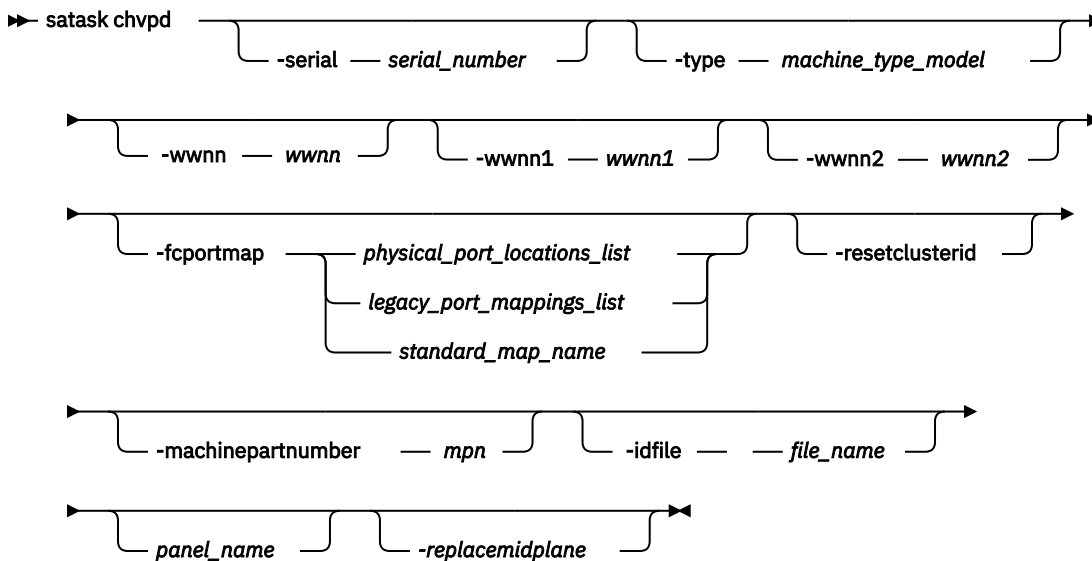 satask chvpd
-serial serial_number -type machine_type_model
-wwnn wwnn -wwnn1 wwnn1 -wwnn2 wwnn2
-fcportmap physical_port_locations_list -resetclusterid
legacy_port_mappings_list
standard_map_name
-machinepartnumber mpn -idfile file_name
panel_name -replacemidplane